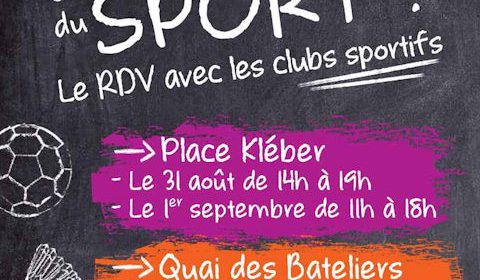 du SPORT !
Le RDV avec les clubs sportifs
→ Place Kléber
- Le 31 août de 14h à 19h
- Le 1er septembre de 11h à 18h
→ Quai des Bateliers